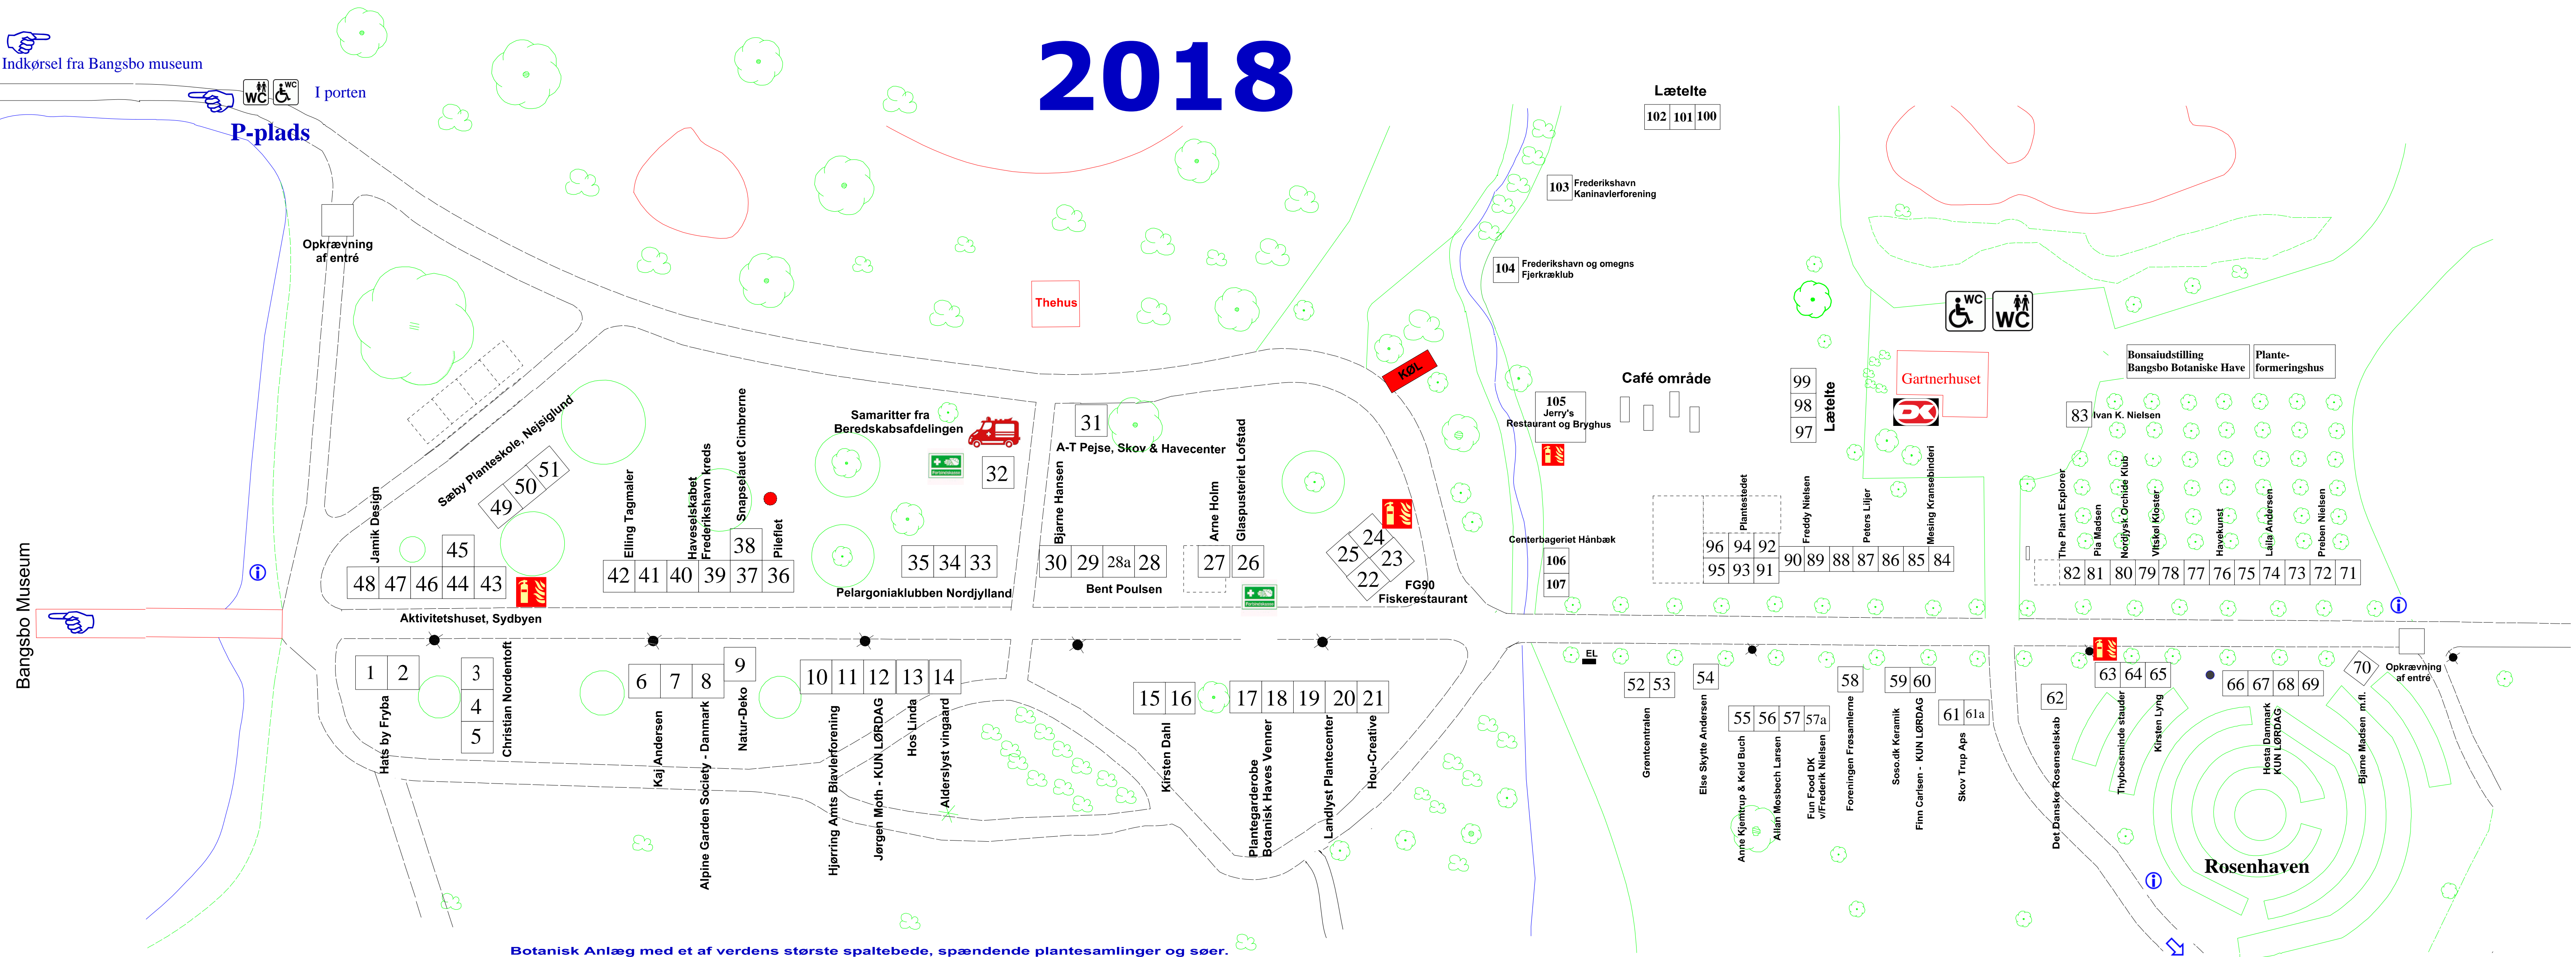 2018
Indkørsel fra Bangsbo museum
WC
WC
I porten
P-plads
Opkrævning
af entré
Thehus
KØL
Lætelte
102 101 100
103
Frederikshavn
Kaninavlerforening
104
Frederikshavn og omegns
Fjerkræklub
105
Jerry's
Restaurant og Bryghus
Café område
99
98
97
Lætelte
WC
WC
Gartnerhuset
DK
Bonsaiudstilling
Bangsbo Botaniske Have
Plante-
formeringshus
83
Ivan K. Nielsen
Sæby Planteskole, Nejsiglund
49 50 51
Jamik Design
45
48 47 46 44 43
Aktivitetshuset, Sydbyen
Elling Tagmaler
Haveselskabet
Frederikshavn kreds
Snapselauet Cimbrerne
Pileflet
38
42 41 40 39 37 36
Samaritter fra
Beredskabsafdelingen
32
35 34 33
Pelargoniaklubben Nordjylland
31
A-T Pejse, Skov & Havecenter
Bjarne Hansen
30 29 28a 28
Bent Poulsen
Arne Holm
Glaspusteriet Lofstad
27 26
24
25 23
22
FG90
Fiskerestaurant
Centerbageriet Hånbæk
106
107
Plantestedet
96 94 92
95 93 91
Freddy Nielsen
Peters Liljer
Mesing Kransebinderi
90 89 88 87 86 85 84
The Plant Explorer
Pia Madsen
Nordjysk Orchide Klub
Vitskøl Kloster
Havekunst
Laila Andersen
Preben Nielsen
82 81 80 79 78 77 76 75 74 73 72 71
Bangsbo Museum
1 2
Hats by Fryba
3
4
5
Christian Nordentoft
6 7 8
9
Kaj Andersen
Alpine Garden Society - Danmark
Natur-Deko
10 11 12 13 14
Hjørring Amts Biavlerforening
Jørgen Moth - KUN LØRDAG
Hos Linda
Alderslyst vingaard
15 16
Kirsten Dahl
17 18 19 20 21
Plantegarderobe
Botanisk Haves Venner
Landlyst Plantecenter
Hou-Creative
EL
52 53
Grøntcentralen
54
Else Skytte Andersen
55 56 57 57a
Anne Kjemtrup & Keld Buch
Allan Mosbech Larsen
Fun Food DK
v/Frederik Nielsen
58
Foreningen Frøsamlerne
59 60
Soso.dk Keramik
Finn Carlsen - KUN LØRDAG
61 61a
Skov Trup Aps
62
Det Danske Rosenselskab
63 64 65
Thyboesminde stauder
Kirsten Lyng
66 67 68 69
Hosta Danmark
KUN LØRDAG
70
Bjarne Madsen m.fl.
Opkrævning
af entré
Rosenhaven
Botanisk Anlæg med et af verdens største spaltebede, spændende plantesamlinger og søer.